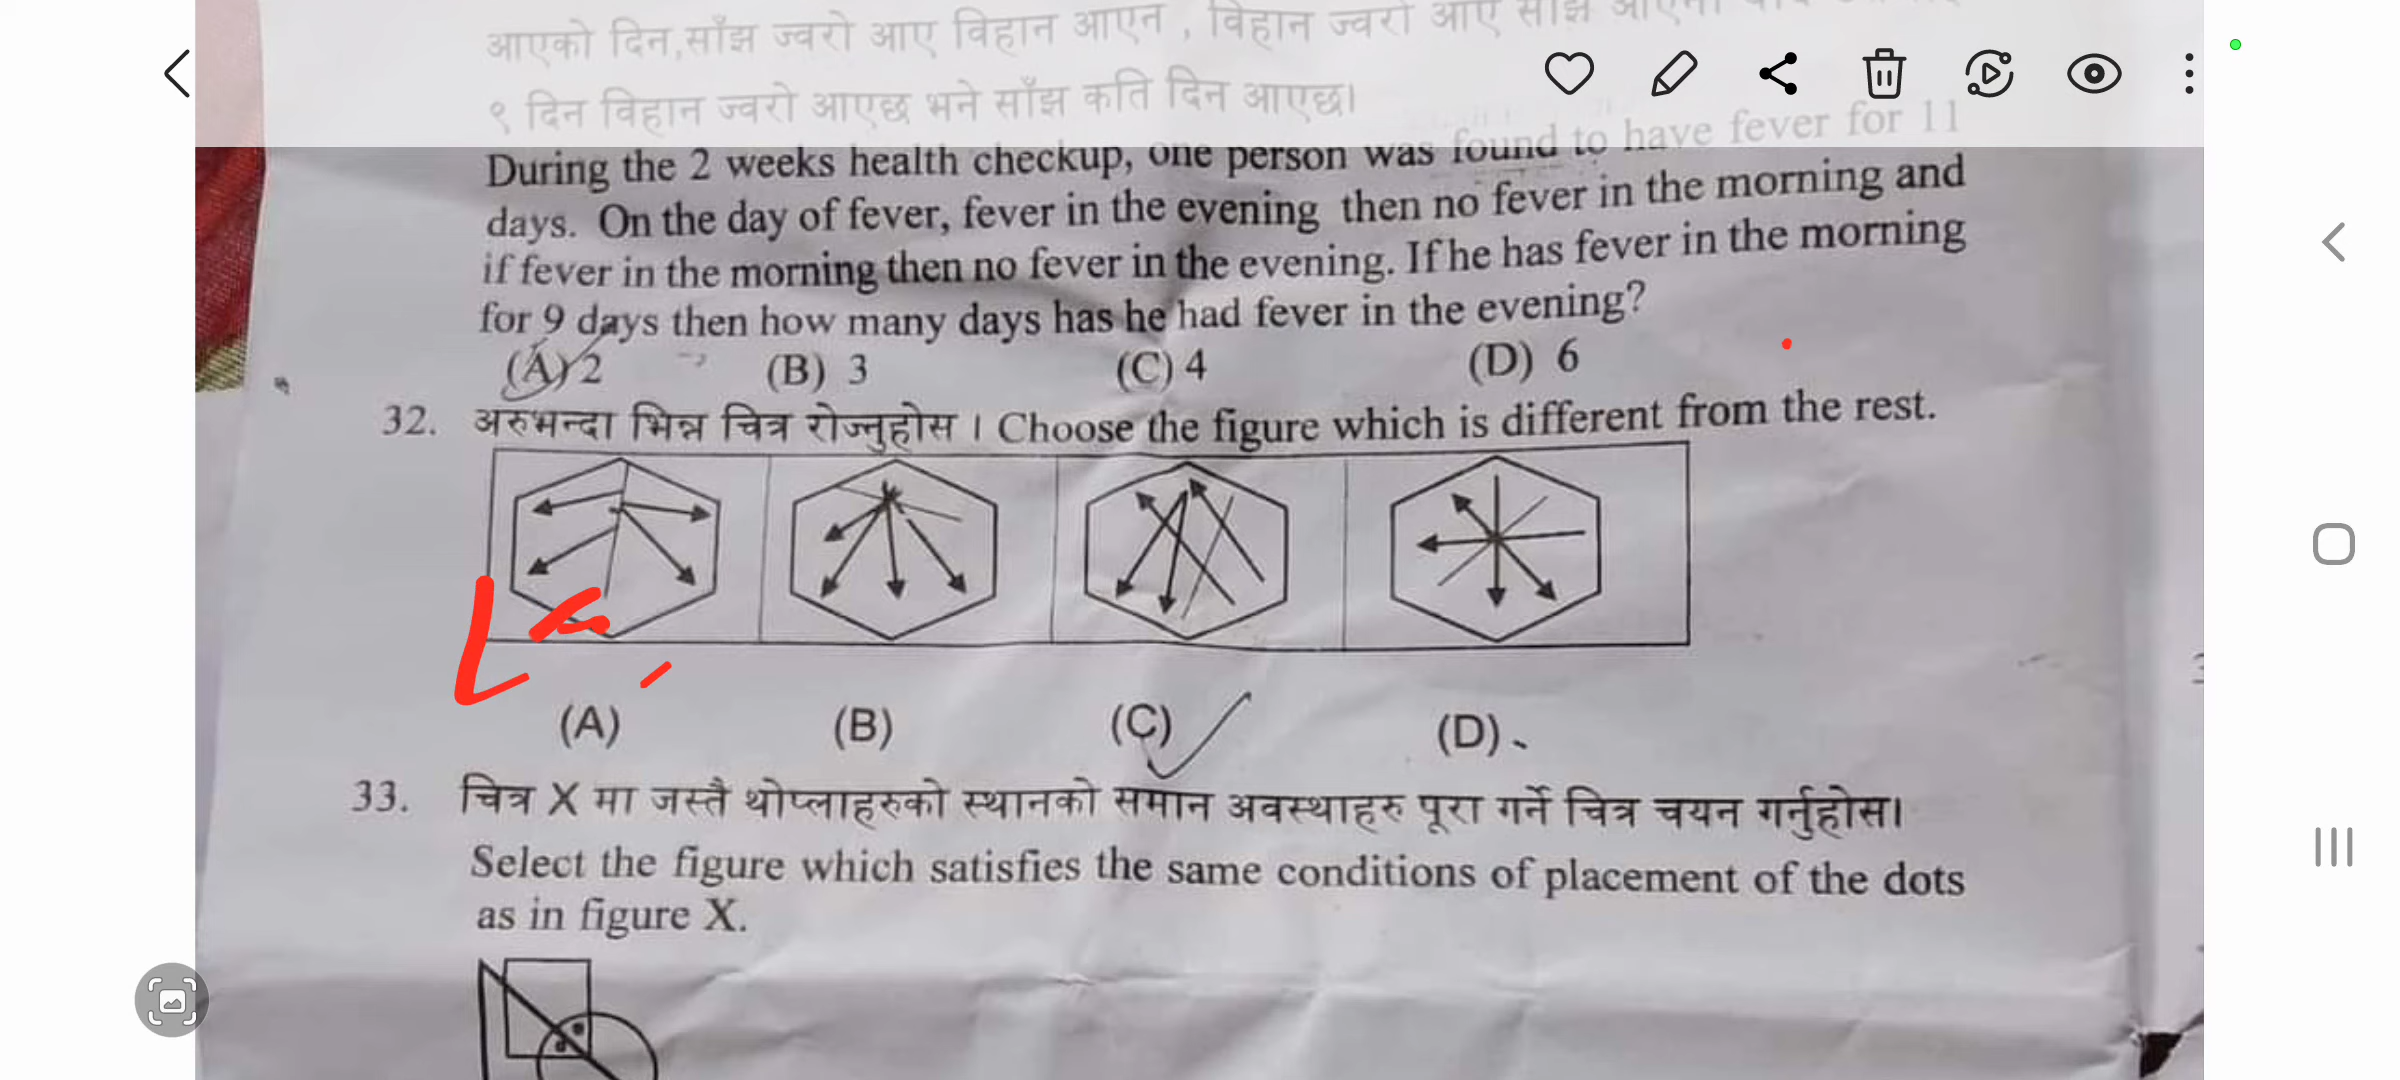 आएको दिन,साँझ ज्वरो आए विहान आएन , विहान ज्वरो आए साँझ
९ दिन विहान ज्वरो आएछ भने साँझ कति दिन आएछ।
During the 2 weeks health checkup, one person was found to have fever for 11
days. On the day of fever, fever in the evening then no fever in the morning and
if fever in the morning then no fever in the evening. If he has fever in the morning
for 9 days then how many days has he had fever in the evening?
(A) 2 (B) 3 (C) 4 (D) 6
32. अरुभन्दा भिन्न चित्र रोज्नुहोस । Choose the figure which is different from the rest.
(A) (B) (C) (D)
33. चित्र X मा जस्तै थोप्लाहरुको स्थानको समान अवस्थाहरु पूरा गर्ने चित्र चयन गर्नुहोस।
Select the figure which satisfies the same conditions of placement of the dots
as in figure X.